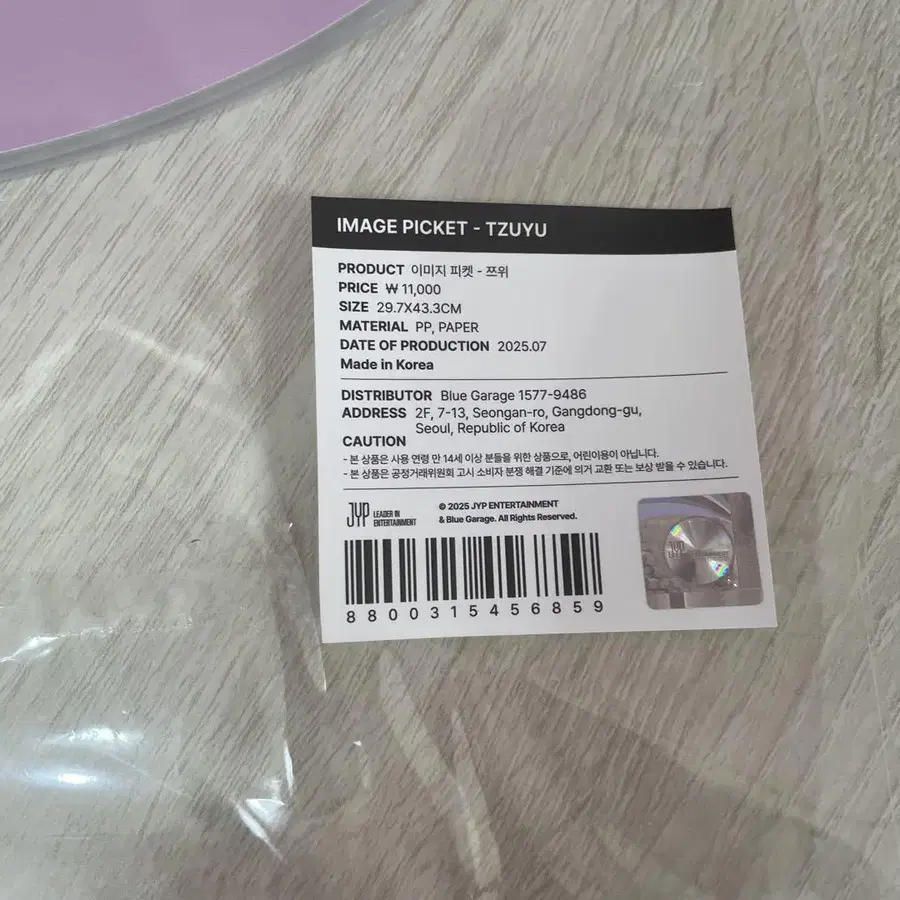 IMAGE PICKET - TZUYU
PRODUCT 이미지 피켓 - 쯔위
PRICE ₩ 11,000
SIZE 29.7X43.3CM
MATERIAL PP, PAPER
DATE OF PRODUCTION 2025.07
Made in Korea
DISTRIBUTOR Blue Garage 1577-9486
ADDRESS 2F, 7-13, Seongan-ro, Gangdong-gu,
Seoul, Republic of Korea
CAUTION
- 본 상품은 사용 연령 만 14세 이상 분들을 위한 상품으로, 어린이용이 아닙니다.
- 본 상품은 공정거래위원회 고시 소비자 분쟁 해결 기준에 의거 교환 또는 보상 받을 수 있습니다.
JYP LEADER IN
ENTERTAINMENT
© 2025 JYP ENTERTAINMENT
& Blue Garage. All Rights Reserved.
8800315456859
JYP